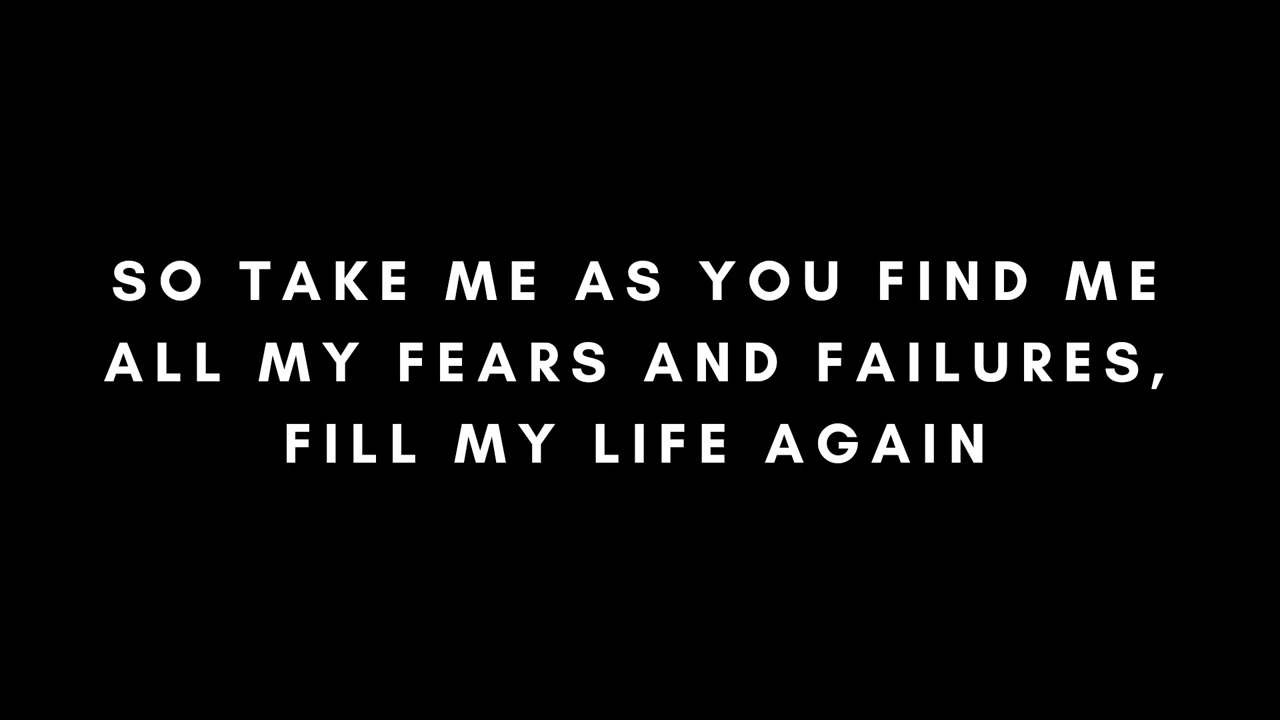 SO TAKE ME AS YOU FIND ME
ALL MY FEARS AND FAILURES,
FILL MY LIFE AGAIN